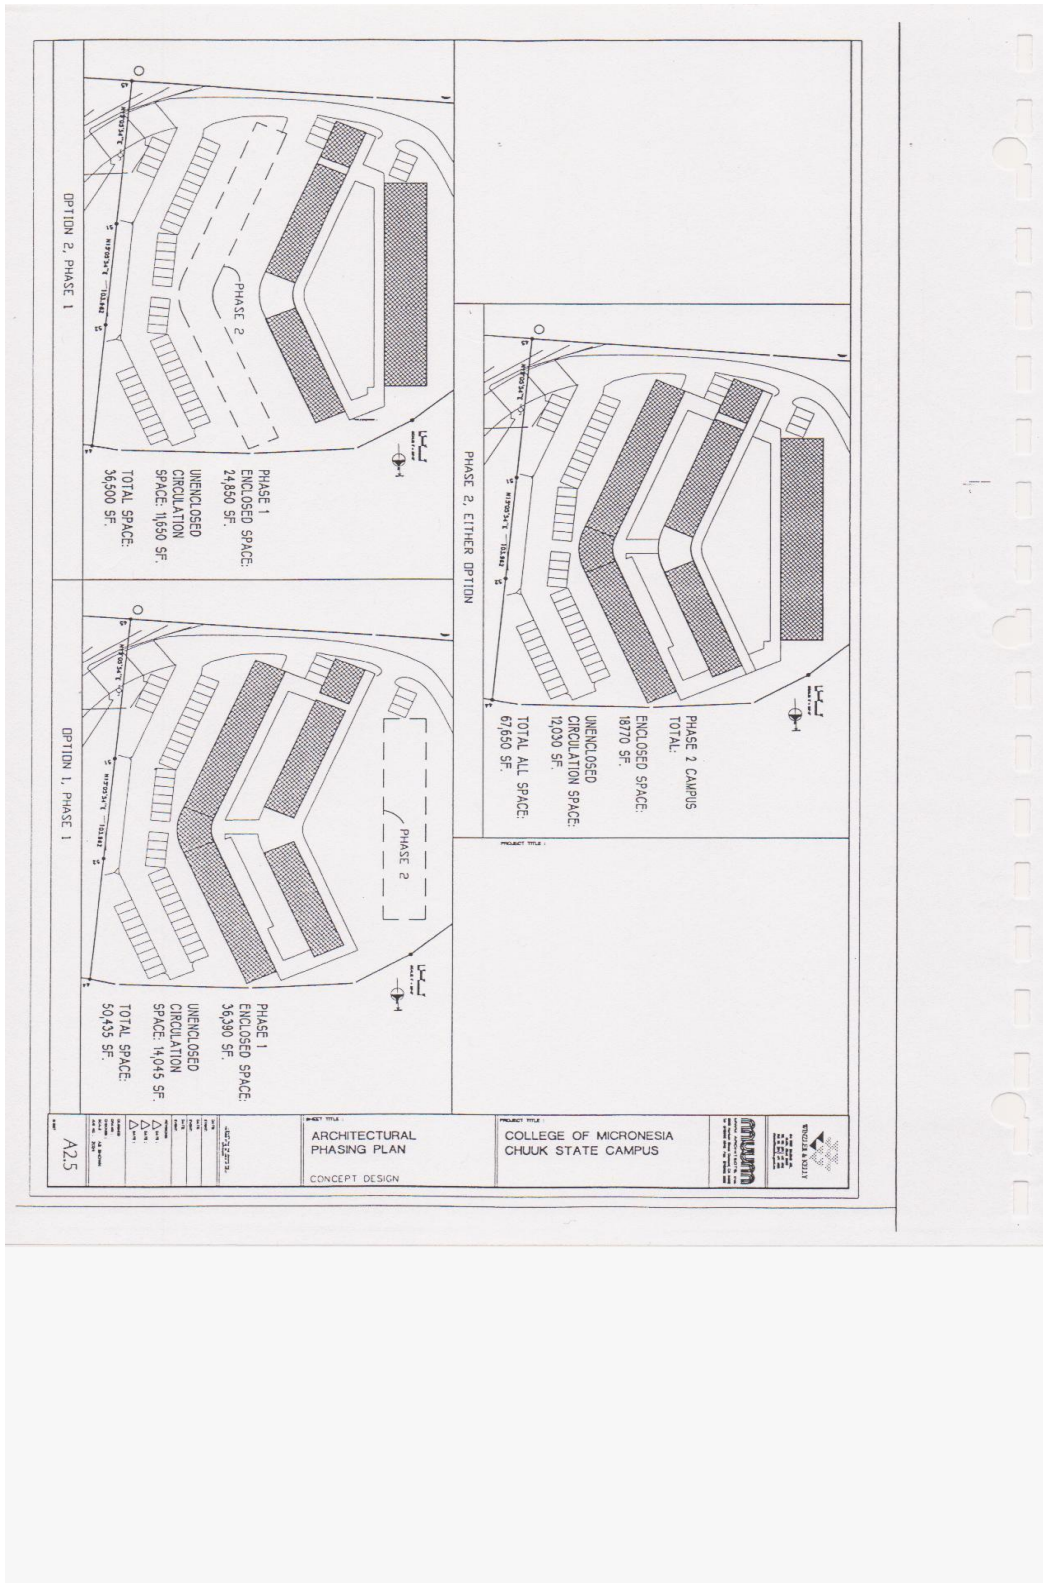 OPTION 2, PHASE 1
PHASE 2
PHASE 1
ENCLOSED SPACE:
24,850 SF.
UNENCLOSED
CIRCULATION
SPACE: 11,650 SF.
TOTAL SPACE:
36,500 SF.
PHASE 2, EITHER OPTION
PHASE 2 CAMPUS
TOTAL:
ENCLOSED SPACE:
18770 SF.
UNENCLOSED
CIRCULATION SPACE:
12,030 SF.
TOTAL ALL SPACE:
67,650 SF.
OPTION 1, PHASE 1
PHASE 2
PHASE 1
ENCLOSED SPACE:
36,390 SF.
UNENCLOSED
CIRCULATION
SPACE: 14,045 SF.
TOTAL SPACE:
50,435 SF.
PROJECT TITLE :
A2.5
SHEET TITLE :
ARCHITECTURAL
PHASING PLAN
CONCEPT DESIGN
PROJECT TITLE :
COLLEGE OF MICRONESIA
CHUUK STATE CAMPUS
WINZLER & KELLY